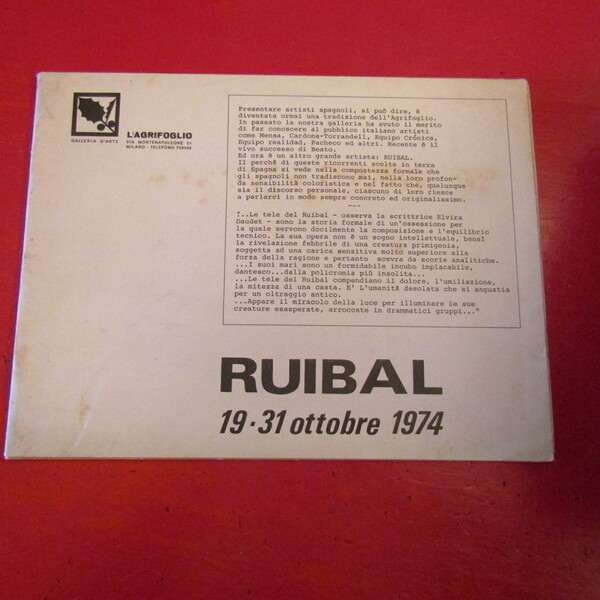 L'AGRIFOGLIO
GALLERIA D'ARTE
VIA MONTENAPOLEONE 21
MILANO - TELEFONO
Presentare artisti spagnoli, si può dire, è
diventata ormai una tradizione dell'Agrifoglio.
In passato la nostra galleria ha avuto il merito
di far conoscere al pubblico italiano artisti
come Mensa, Cardona-Torrandell, Equipo Crónica,
Equipo realidad, Pacheco ed altri. Recente è il
vivo successo di Beato.
Ed ora è un altro grande artista: RUIBAL.
Il perchè di queste ricorrenti scelte in terra
di Spagna si vede nella compostezza formale che
gli spagnoli non tradiscono mai, nella loro profon-
da sensibilità coloristica e nel fatto che, qualunque
sia il discorso personale, ciascuno di loro riesce
a parlarci in modo sempre concreto ed originalissimo.
---
"..Le tele del Ruibal - osserva la scrittrice Elvira
Daudet - sono la storia formale di un'ossessione per
la quale servono docilmente la composizione e l'equilibrio
tecnico. La sua opera non è un sogno intellettuale, bensì
la rivelazione febbrile di una creatura primigenia,
soggetta ad una carica sensitiva molto superiore alla
forza della ragione e pertanto scevra da scorie analitiche.
...I suoi mari sono un formidabile incubo implacabile,
dantesco...dalla policromia più insolita...
...Le tele del Ruibal compendiano il dolore, l'umiliazione,
la mitezza di una casta. E' L'umanità desolata che si angustia
per un oltraggio antico.
...Appare il miracolo della luce per illuminare le sue
creature esasperate, arroccate in drammatici gruppi..."
RUIBAL
19-31 ottobre 1974